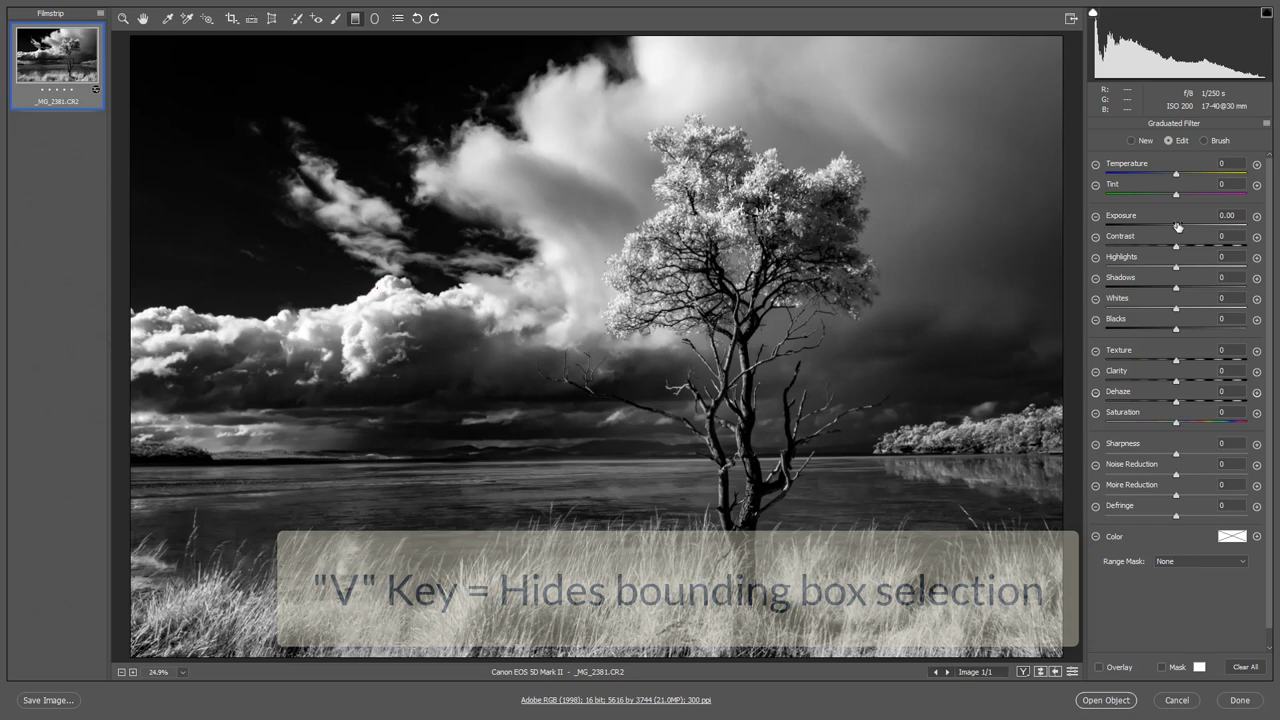 Filmstrip
_MG_2381.CR2
R: ---
G: ---
B: ---
f/8 1/250 s
ISO 200 17-40@30 mm
Graduated Filter
New Edit Brush
Temperature 0
Tint 0
Exposure 0.00
Contrast 0
Highlights 0
Shadows 0
Whites 0
Blacks 0
Texture 0
Clarity 0
Dehaze 0
Saturation 0
Sharpness 0
Noise Reduction 0
Moire Reduction 0
Defringe 0
Color
Range Mask: None
"V" Key = Hides bounding box selection
24.9%
Canon EOS 5D Mark II - _MG_2381.CR2
Image 1/1
Y
Overlay Mask Clear All
Save Image...
Adobe RGB (1998); 16 bit; 5616 by 3744 (21.0MP); 300 ppi
Open Object Cancel Done